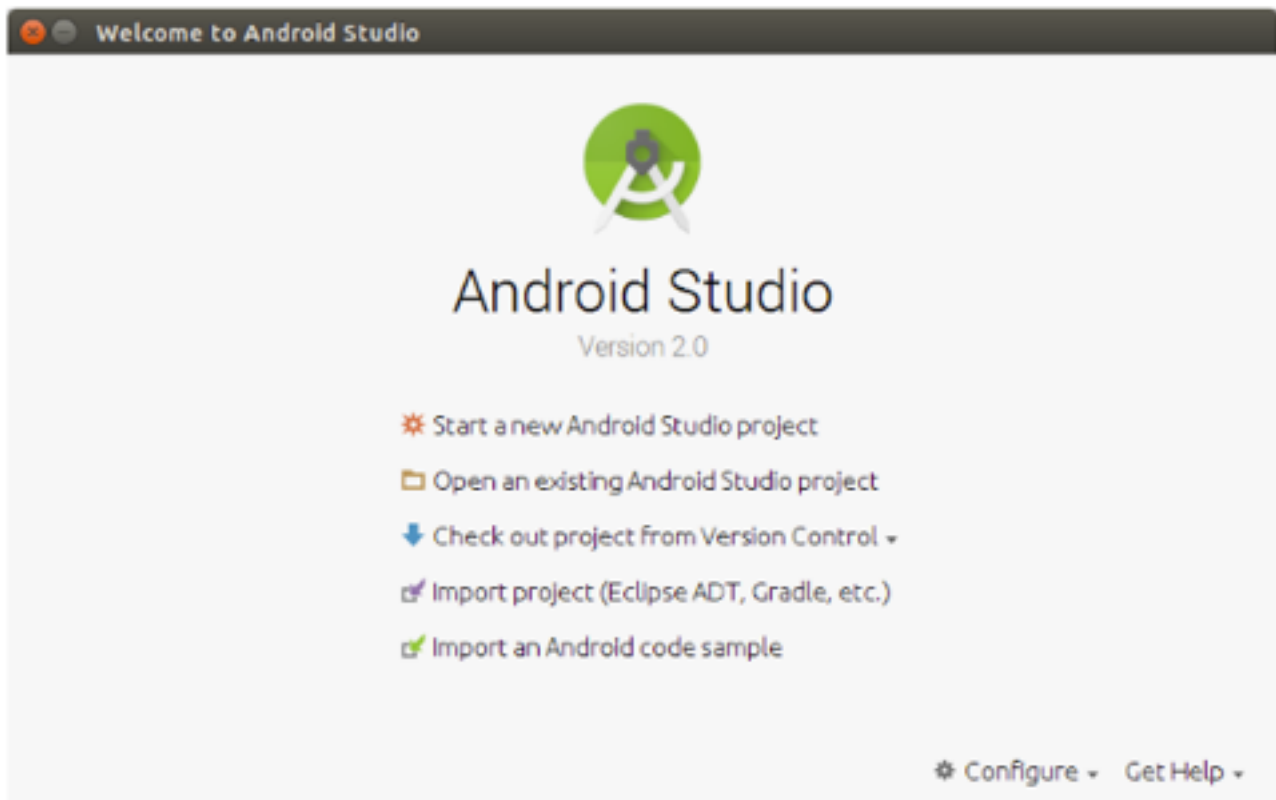 Welcome to Android Studio
Android Studio
Version 2.0
Start a new Android Studio project
Open an existing Android Studio project
Check out project from Version Control
Import project (Eclipse ADT, Gradle, etc.)
Import an Android code sample
Configure Get Help